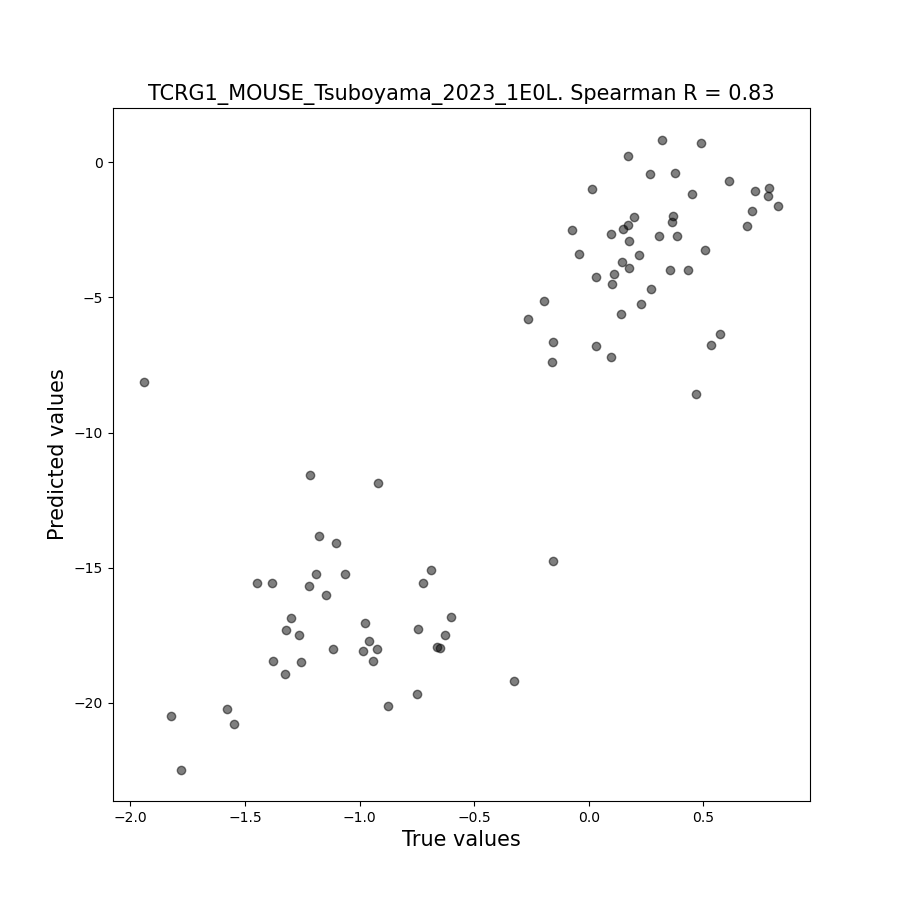 TCRG1_MOUSE_Tsuboyama_2023_1E0L. Spearman R = 0.83
0
−5
−10
−15
−20
Predicted values
−2.0 −1.5 −1.0 −0.5 0.0 0.5
True values